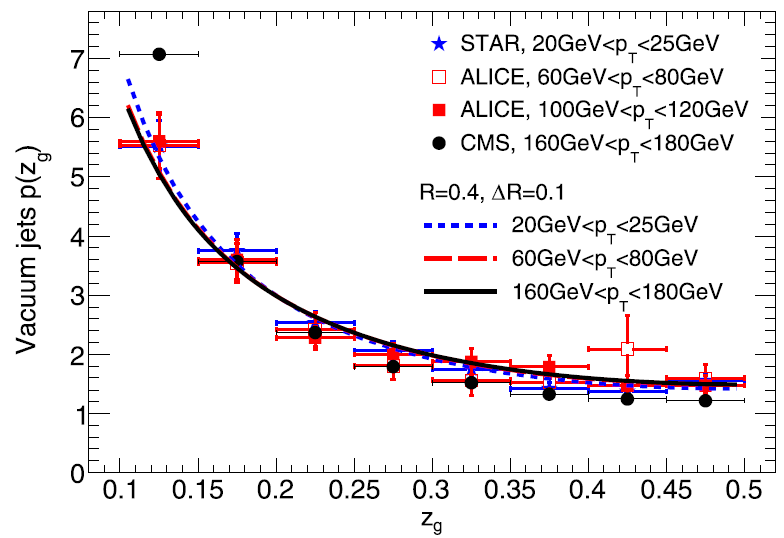 7
6
5
4
3
2
1
0
Vacuum jets p(z_g)
STAR, 20GeV<p_T<25GeV
ALICE, 60GeV<p_T<80GeV
ALICE, 100GeV<p_T<120GeV
CMS, 160GeV<p_T<180GeV
R=0.4, ΔR=0.1
20GeV<p_T<25GeV
60GeV<p_T<80GeV
160GeV<p_T<180GeV
0.1 0.15 0.2 0.25 0.3 0.35 0.4 0.45 0.5
z_g